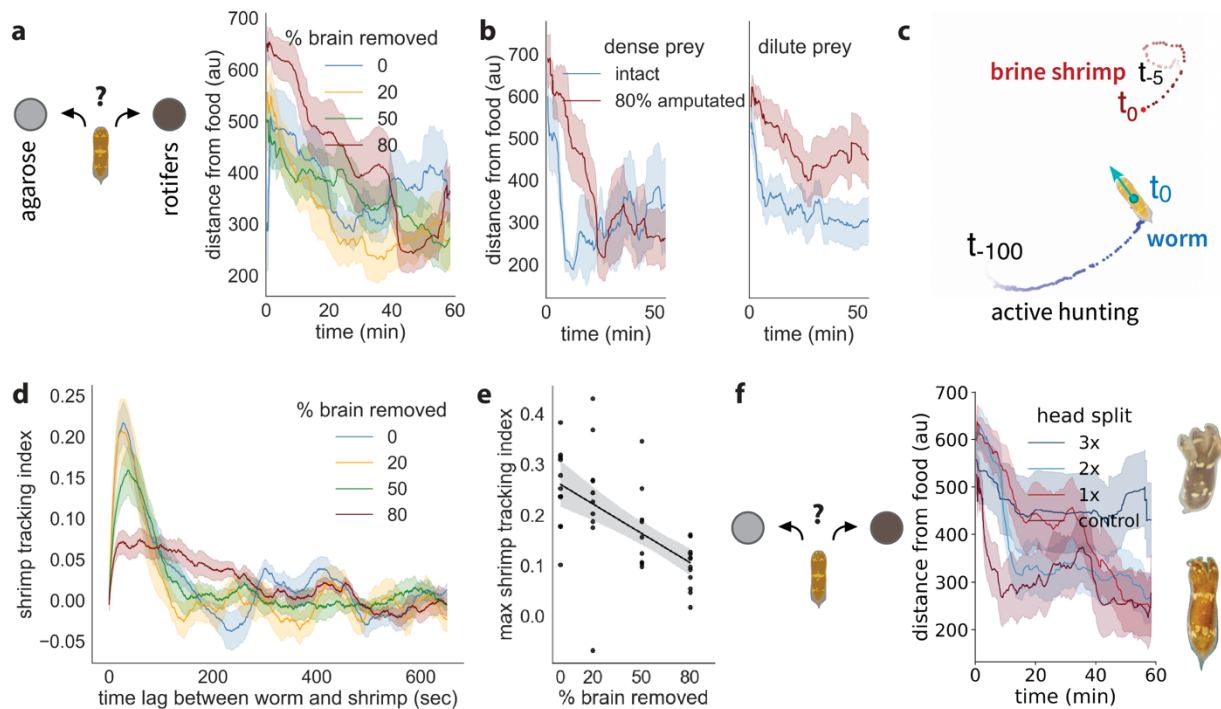 a
?
agarose
rotifers
% brain removed
0
20
50
80
distance from food (au)
700
600
500
400
300
200
0
20
40
60
time (min)
b
dense prey
intact
80% amputated
dilute prey
distance from food (au)
700
600
500
400
300
200
0
50
0
50
time (min)
time (min)
c
brine shrimp
t-5
t0
t0
worm
t-100
active hunting
d
% brain removed
0
20
50
80
shrimp tracking index
0.25
0.20
0.15
0.10
0.05
0.00
−0.05
0
200
400
600
time lag between worm and shrimp (sec)
e
max shrimp tracking index
0.4
0.3
0.2
0.1
0.0
0
20
50
80
% brain removed
f
?
head split
3x
2x
1x
control
distance from food (au)
700
600
500
400
300
200
0
20
40
60
time (min)